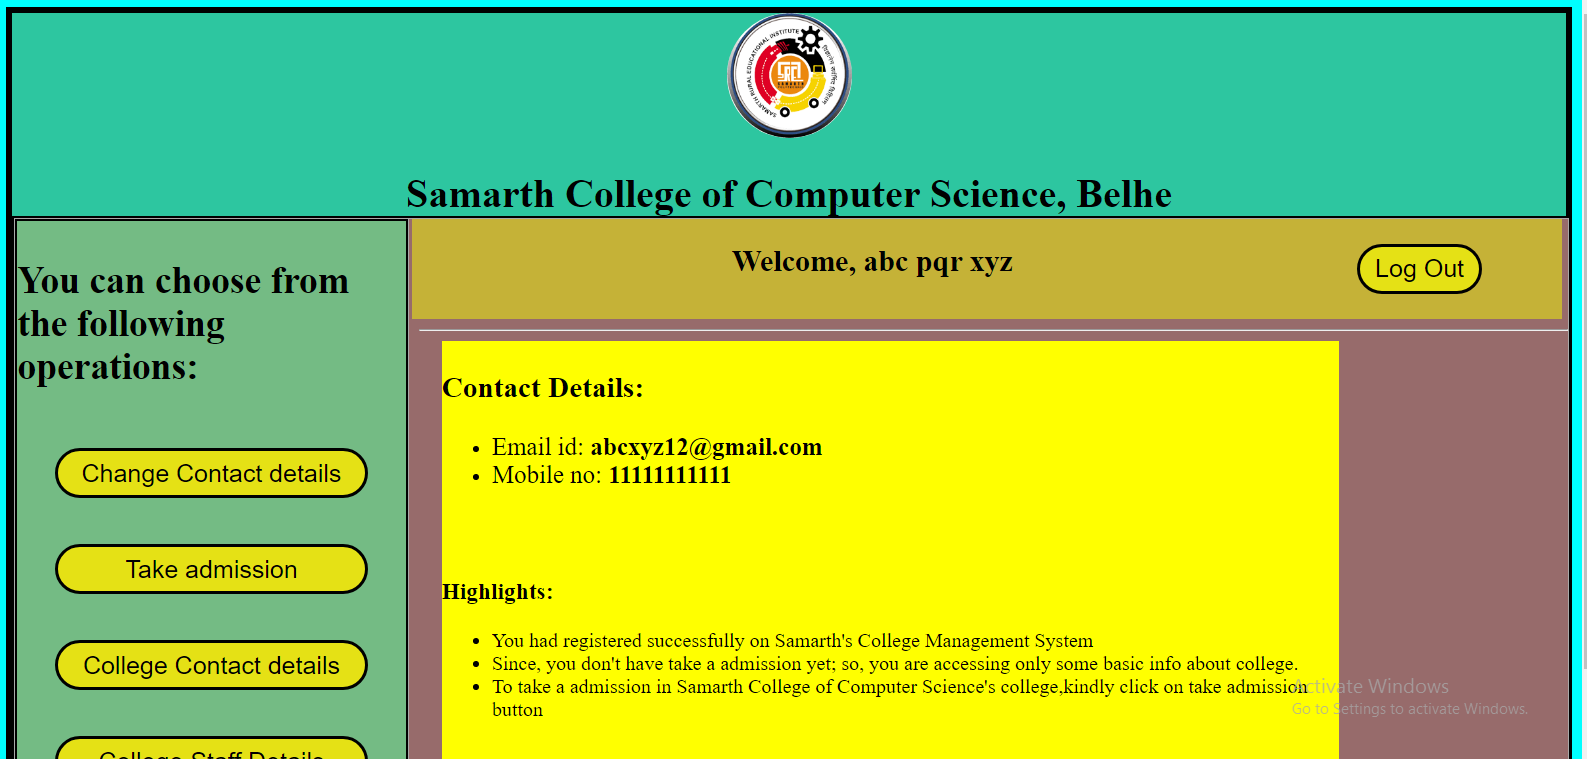 SAMARTH RURAL EDUCATIONAL INSTITUTE
Samarth College of Computer Science, Belhe
You can choose from
the following
operations:
Change Contact details
Take admission
College Contact details
College Staff Details
Welcome, abc pqr xyz
Log Out
Contact Details:
Email id: abcxyz12@gmail.com
Mobile no: 11111111111
Highlights:
You had registered successfully on Samarth's College Management System
Since, you don't have take a admission yet; so, you are accessing only some basic info about college.
To take a admission in Samarth College of Computer Science's college,kindly click on take admission
button
Activate Windows
Go to Settings to activate Windows.